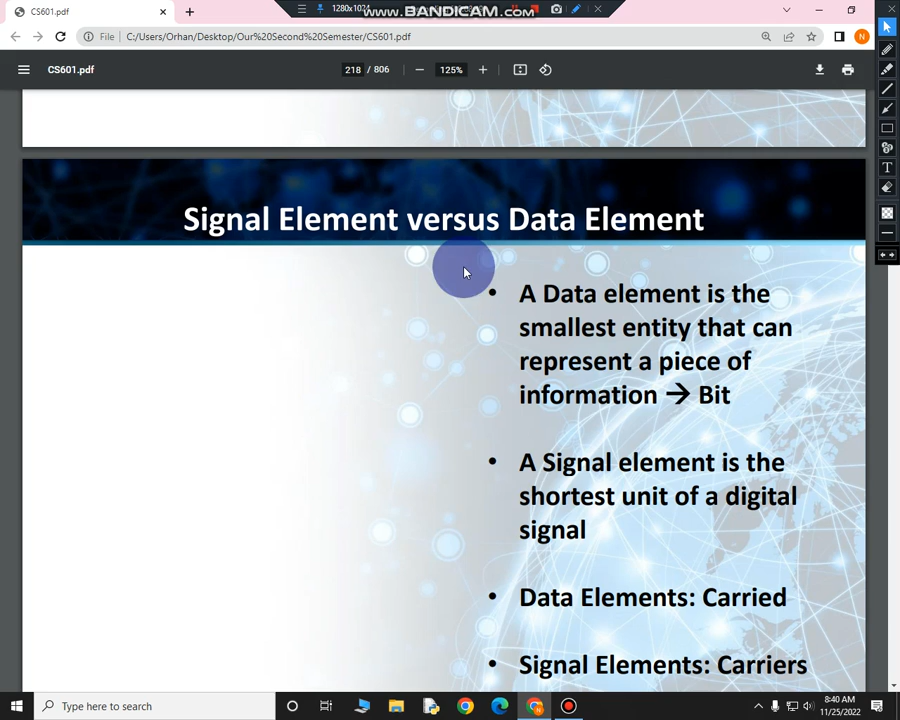 1280x1024
www.BANDICAM.com
CS601.pdf
File C:/Users/Orhan/Desktop/Our%20Second%20Semester/CS601.pdf
N
CS601.pdf
218 / 806
125%
T
Signal Element versus Data Element
• A Data element is the
smallest entity that can
represent a piece of
information → Bit
• A Signal element is the
shortest unit of a digital
signal
• Data Elements: Carried
• Signal Elements: Carriers
Type here to search
8:40 AM
11/25/2022